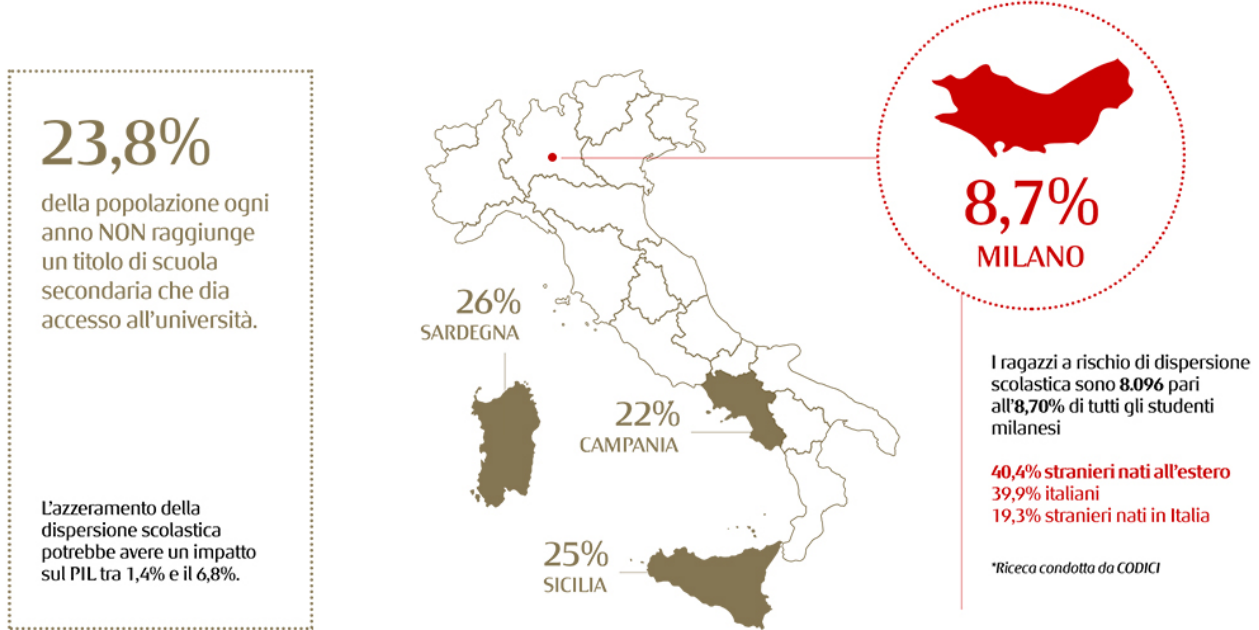 23,8%
della popolazione ogni
anno NON raggiunge
un titolo di scuola
secondaria che dia
accesso all'università.
L'azzeramento della
dispersione scolastica
potrebbe avere un impatto
sul PIL tra 1,4% e il 6,8%.
26%
SARDEGNA
22%
CAMPANIA
25%
SICILIA
8,7%
MILANO
I ragazzi a rischio di dispersione
scolastica sono 8.096 pari
all'8,70% di tutti gli studenti
milanesi
40,4% stranieri nati all'estero
39,9% italiani
19,3% stranieri nati in Italia
*Riceca condotta da CODICI